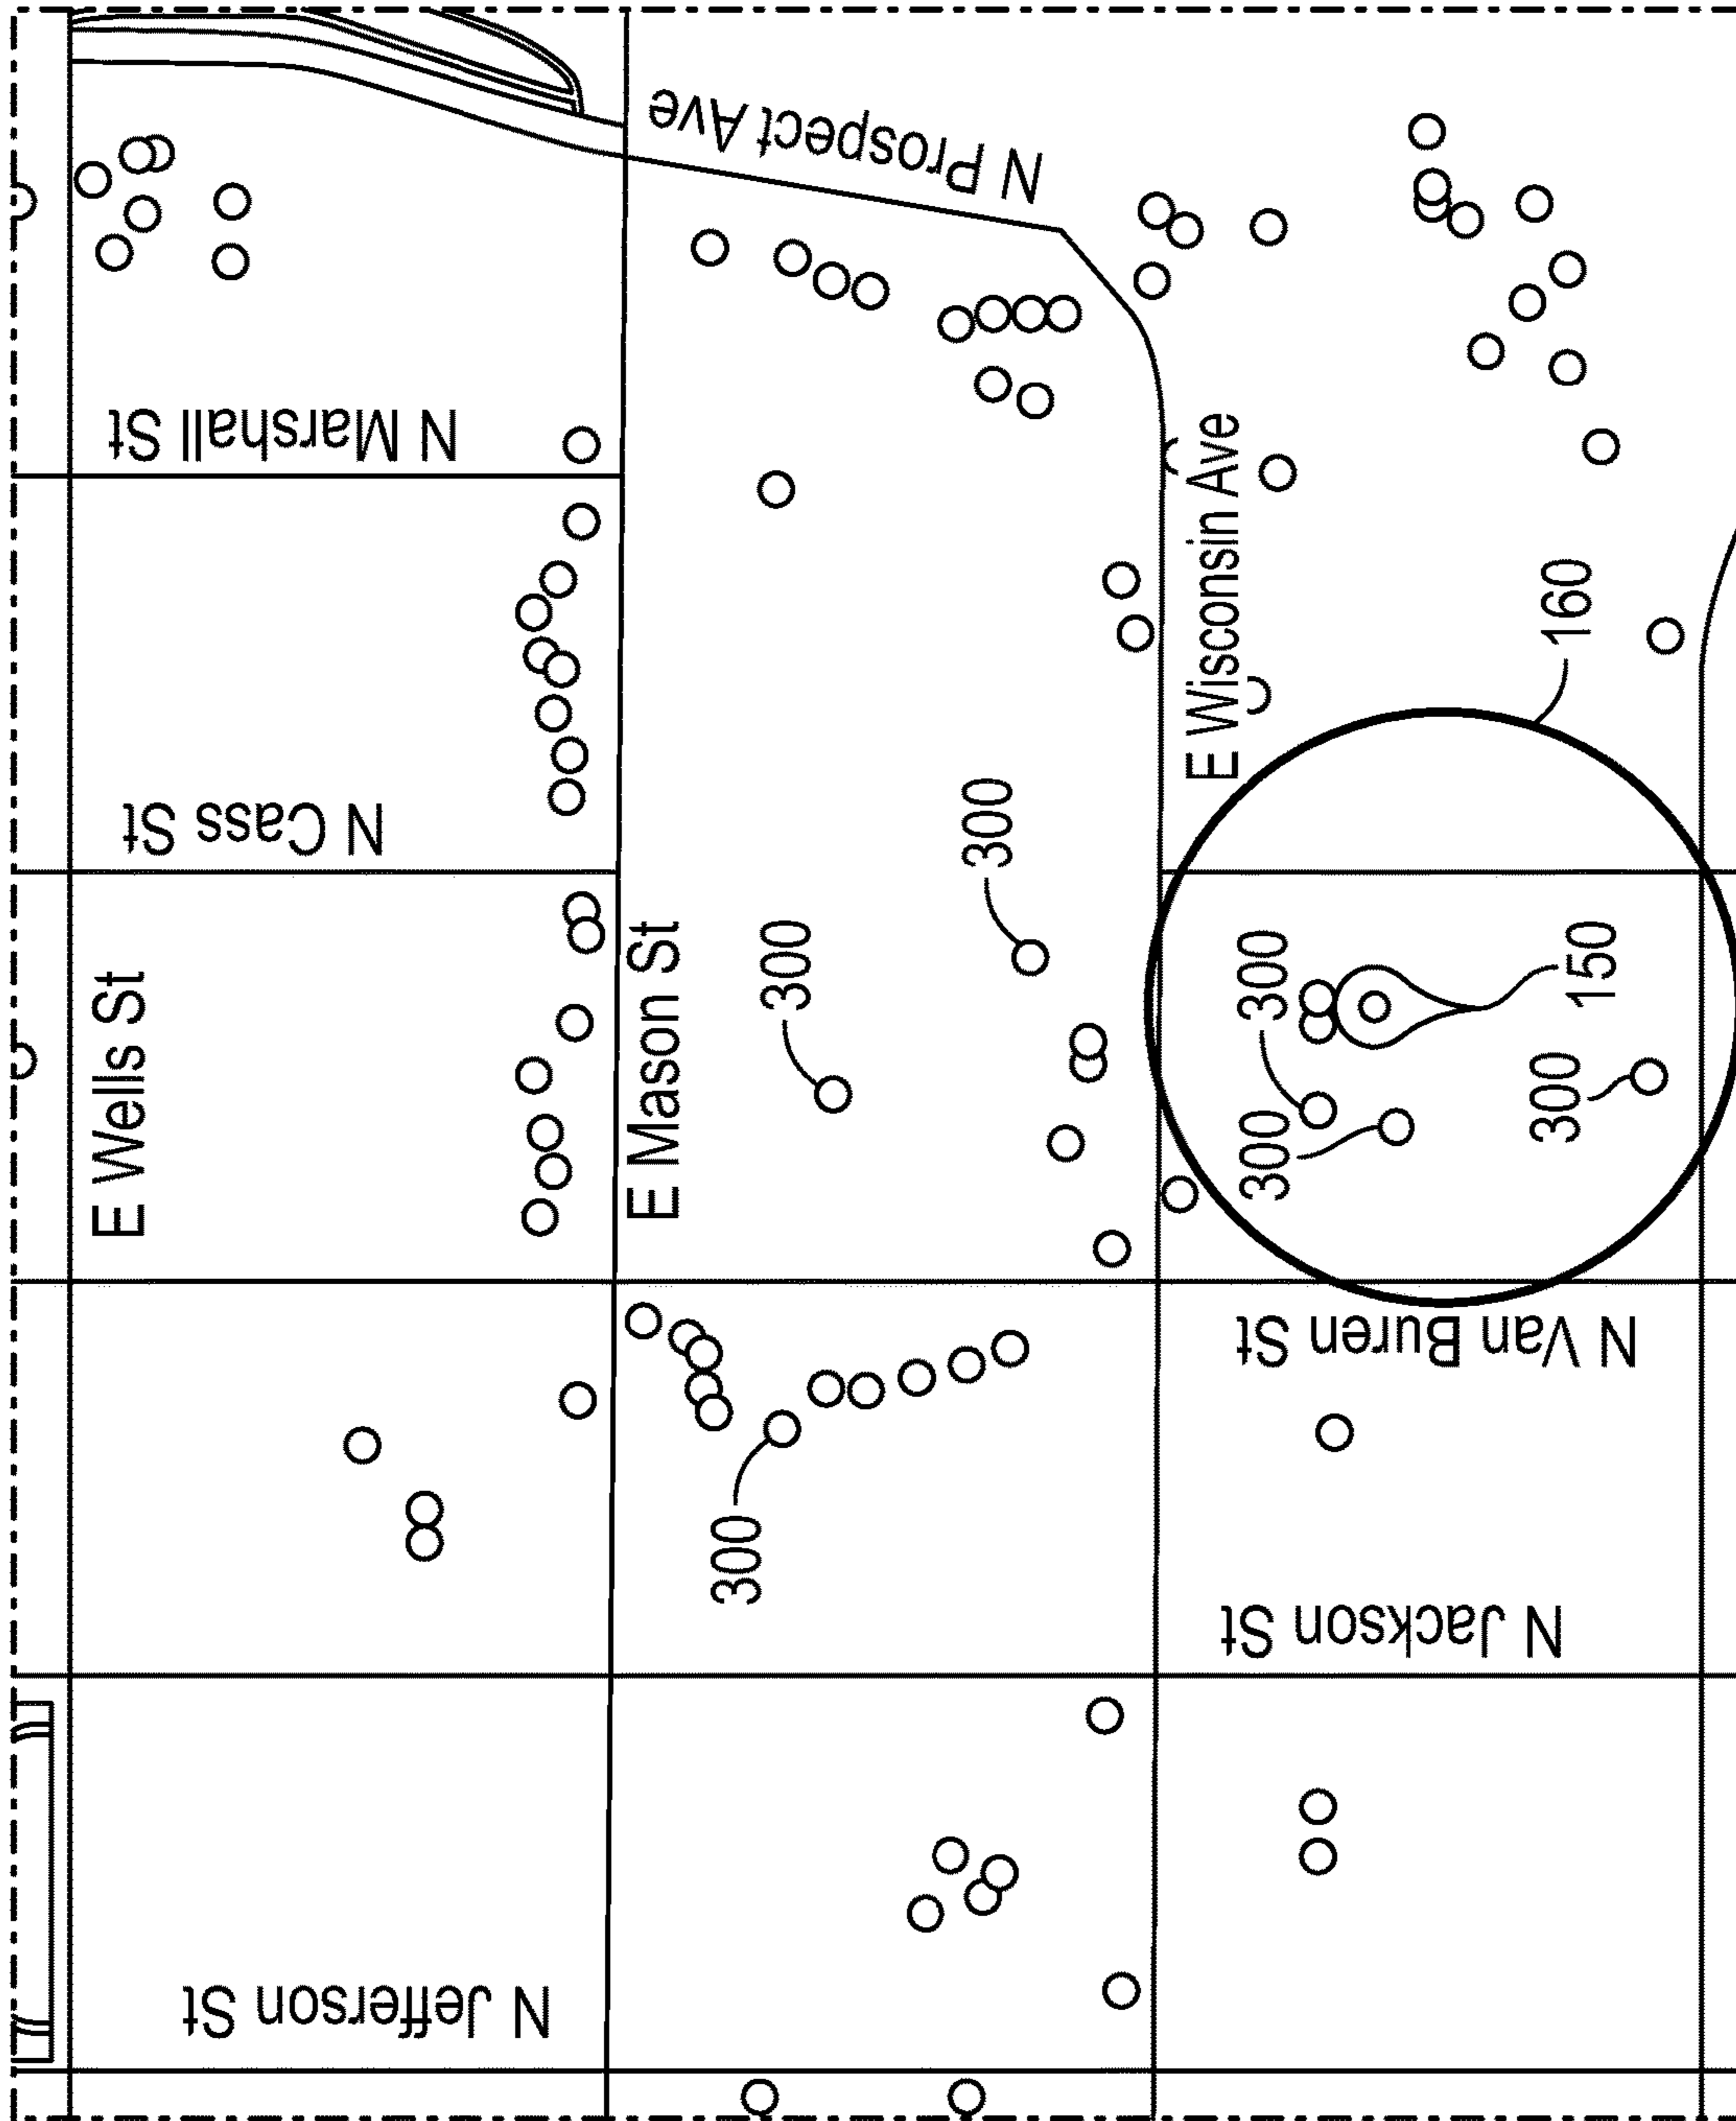 N Prospect Ave
N Marshall St
N Cass St
E Wells St
E Mason St
E Wisconsin Ave
160
300
300
300
150
300
300
N Van Buren St
300
N Jackson St
N Jefferson St